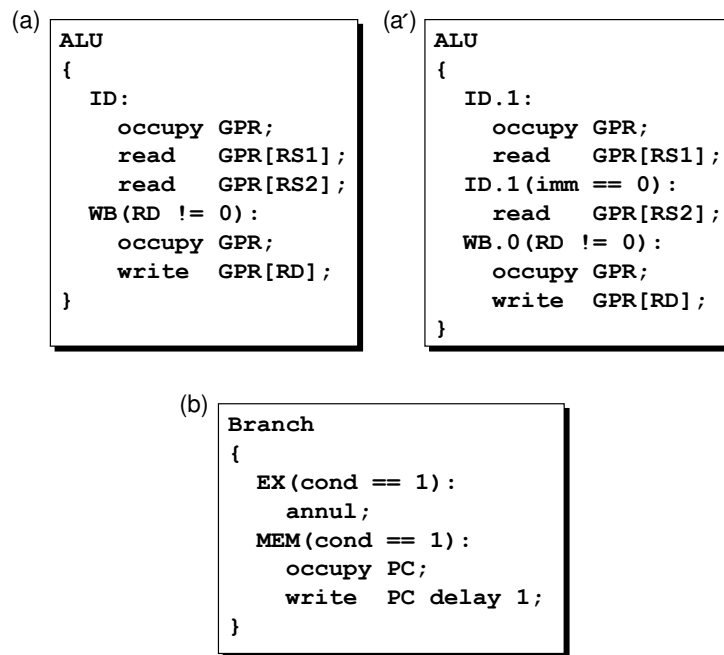 (a)
ALU
{
  ID:
    occupy GPR;
    read   GPR[RS1];
    read   GPR[RS2];
  WB(RD != 0):
    occupy GPR;
    write  GPR[RD];
}
(a′)
ALU
{
  ID.1:
    occupy GPR;
    read   GPR[RS1];
  ID.1(imm == 0):
    read   GPR[RS2];
  WB.0(RD != 0):
    occupy GPR;
    write  GPR[RD];
}
(b)
Branch
{
  EX(cond == 1):
    annul;
  MEM(cond == 1):
    occupy PC;
    write  PC delay 1;
}